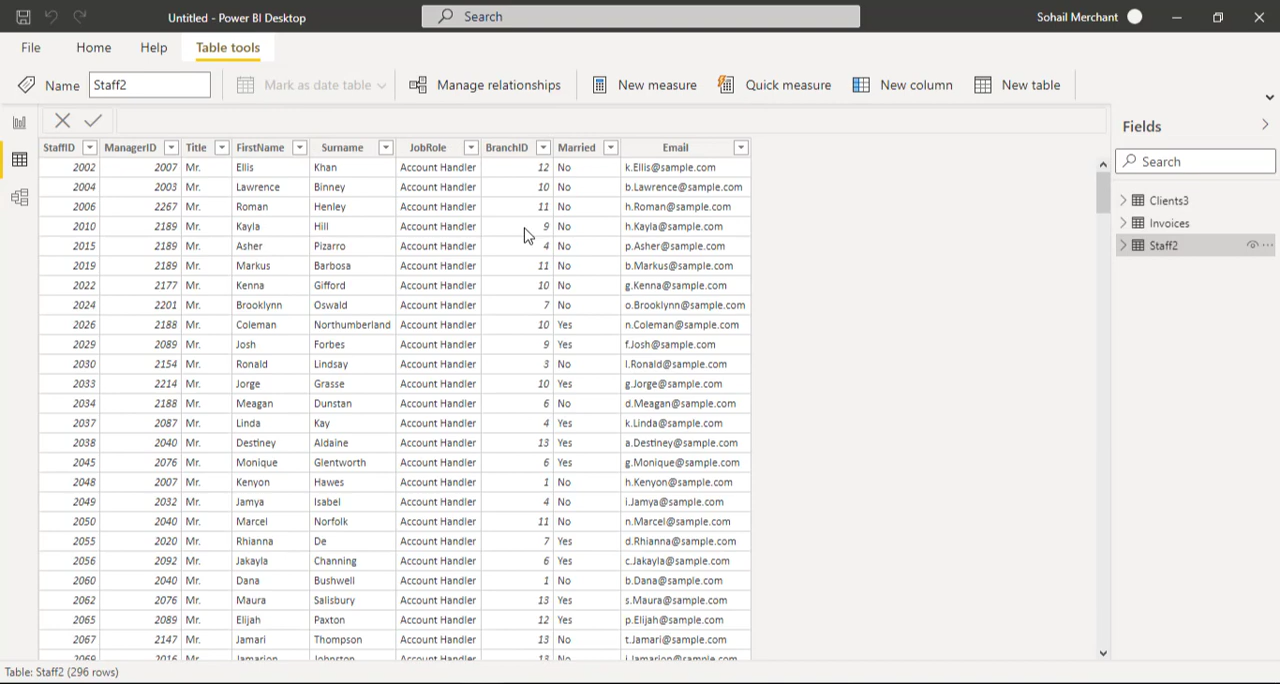 Untitled - Power BI Desktop
Search
Sohail Merchant
File Home Help Table tools
Name Staff2 Mark as date table Manage relationships New measure Quick measure New column New table
StaffID ManagerID Title FirstName Surname JobRole BranchID Married Email
2002 2007 Mr. Ellis Khan Account Handler 12 No k.Ellis@sample.com
2004 2003 Mr. Lawrence Binney Account Handler 10 No b.Lawrence@sample.com
2006 2267 Mr. Roman Henley Account Handler 11 No h.Roman@sample.com
2010 2189 Mr. Kayla Hill Account Handler 9 No h.Kayla@sample.com
2015 2189 Mr. Asher Pizarro Account Handler 4 No p.Asher@sample.com
2019 2189 Mr. Markus Barbosa Account Handler 11 No b.Markus@sample.com
2022 2177 Mr. Kenna Gifford Account Handler 10 No g.Kenna@sample.com
2024 2201 Mr. Brooklynn Oswald Account Handler 7 No o.Brooklynn@sample.com
2026 2188 Mr. Coleman Northumberland Account Handler 10 Yes n.Coleman@sample.com
2029 2089 Mr. Josh Forbes Account Handler 9 Yes f.Josh@sample.com
2030 2154 Mr. Ronald Lindsay Account Handler 3 No l.Ronald@sample.com
2033 2214 Mr. Jorge Grasse Account Handler 10 Yes g.Jorge@sample.com
2034 2188 Mr. Meagan Dunstan Account Handler 6 No d.Meagan@sample.com
2037 2087 Mr. Linda Kay Account Handler 4 Yes k.Linda@sample.com
2038 2040 Mr. Destiney Aldaine Account Handler 13 Yes a.Destiney@sample.com
2045 2076 Mr. Monique Glentworth Account Handler 6 Yes g.Monique@sample.com
2048 2007 Mr. Kenyon Hawes Account Handler 1 No h.Kenyon@sample.com
2049 2032 Mr. Jamya Isabel Account Handler 4 No i.Jamya@sample.com
2050 2040 Mr. Marcel Norfolk Account Handler 11 No n.Marcel@sample.com
2055 2020 Mr. Rhianna De Account Handler 7 Yes d.Rhianna@sample.com
2056 2092 Mr. Jakayla Channing Account Handler 6 Yes c.Jakayla@sample.com
2060 2040 Mr. Dana Bushwell Account Handler 1 No b.Dana@sample.com
2062 2076 Mr. Maura Salisbury Account Handler 13 Yes s.Maura@sample.com
2065 2089 Mr. Elijah Paxton Account Handler 12 Yes p.Elijah@sample.com
2067 2147 Mr. Jamari Thompson Account Handler 13 No t.Jamari@sample.com
2069 2016 Mr. Jamarion Johnston Account Handler 13 No j.Jamarion@sample.com
Fields
Search
Clients3
Invoices
Staff2
Table: Staff2 (296 rows)